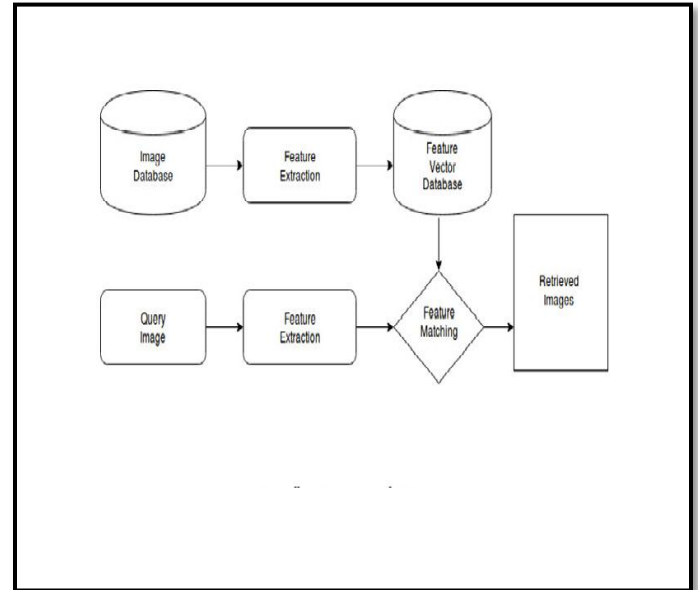 Image
Database
Feature
Extraction
Feature
Vector
Database
Query
Image
Feature
Extraction
Feature
Matching
Retrieved
Images